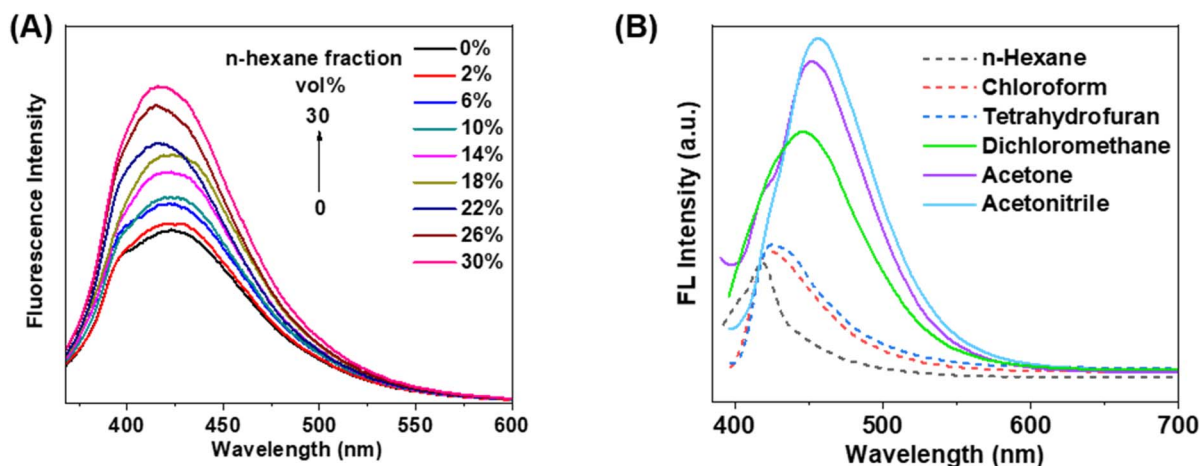 (A)
n-hexane fraction
vol%
30
0
0%
2%
6%
10%
14%
18%
22%
26%
30%
Fluorescence Intensity
400
450
500
550
600
Wavelength (nm)
(B)
n-Hexane
Chloroform
Tetrahydrofuran
Dichloromethane
Acetone
Acetonitrile
FL Intensity (a.u.)
400
500
600
700
Wavelength (nm)